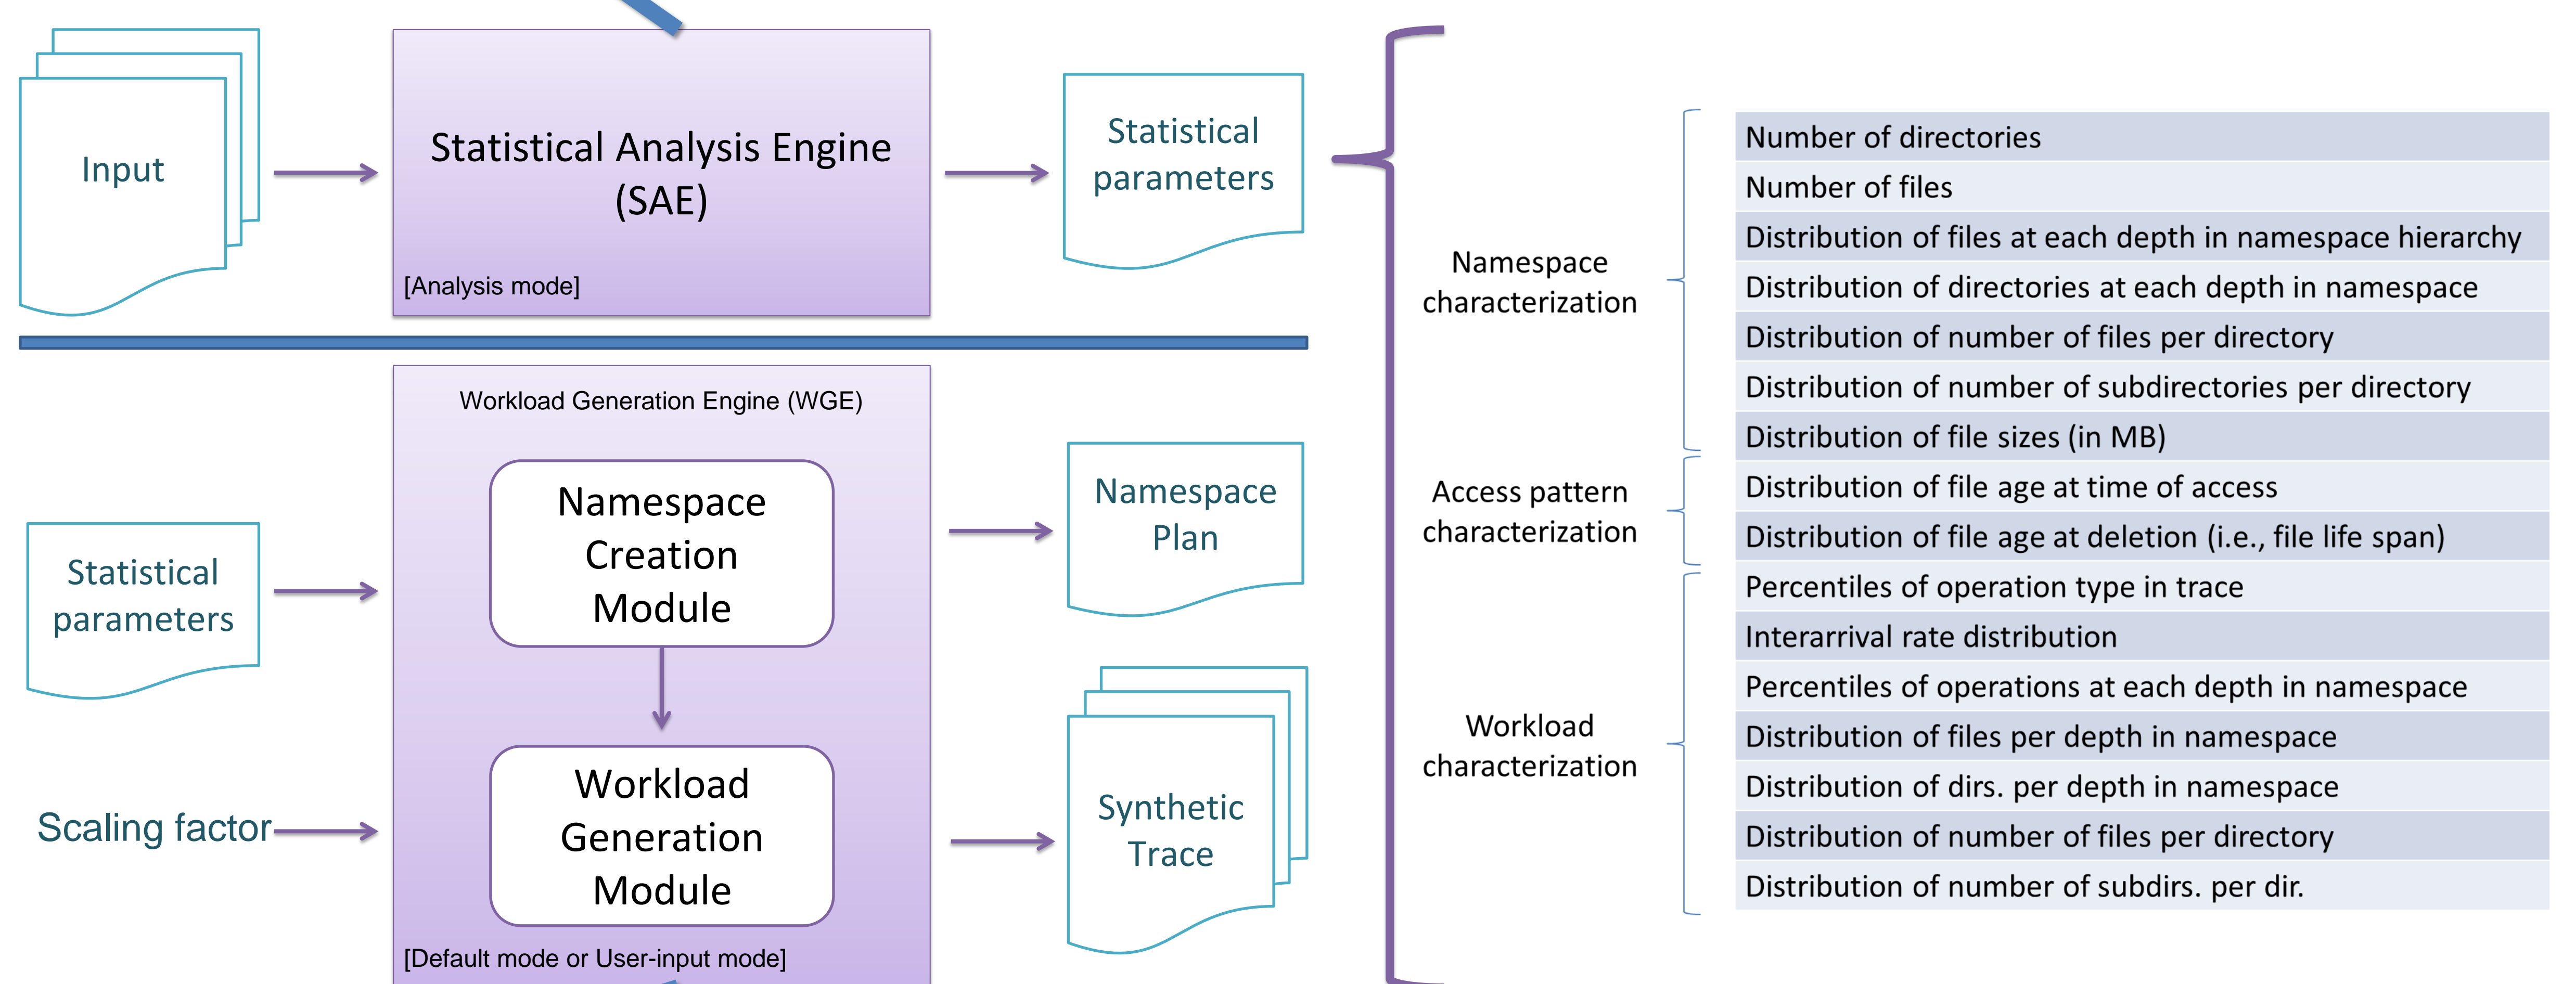 Input
Statistical Analysis Engine
(SAE)
[Analysis mode]
Statistical
parameters
Workload Generation Engine (WGE)
Namespace
Creation
Module
Statistical
parameters
Namespace
Plan
Scaling factor
Workload
Generation
Module
Synthetic
Trace
[Default mode or User-input mode]
Namespace
characterization
Access pattern
characterization
Workload
characterization
Number of directories
Number of files
Distribution of files at each depth in namespace hierarchy
Distribution of directories at each depth in namespace
Distribution of number of files per directory
Distribution of number of subdirectories per directory
Distribution of file sizes (in MB)
Distribution of file age at time of access
Distribution of file age at deletion (i.e., file life span)
Percentiles of operation type in trace
Interarrival rate distribution
Percentiles of operations at each depth in namespace
Distribution of files per depth in namespace
Distribution of dirs. per depth in namespace
Distribution of number of files per directory
Distribution of number of subdirs. per dir.